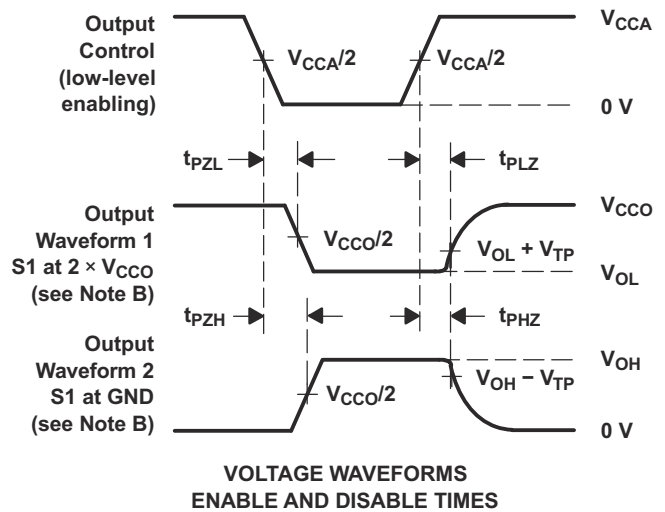 Output
Control
(low-level
enabling)
V_CCA/2
V_CCA/2
V_CCA
0 V
t_PZL
t_PLZ
Output
Waveform 1
S1 at 2 × V_CCO
(see Note B)
V_CCO/2
V_CCO
V_OL + V_TP
V_OL
t_PZH
t_PHZ
Output
Waveform 2
S1 at GND
(see Note B)
V_CCO/2
V_OH
V_OH − V_TP
0 V
VOLTAGE WAVEFORMS
ENABLE AND DISABLE TIMES